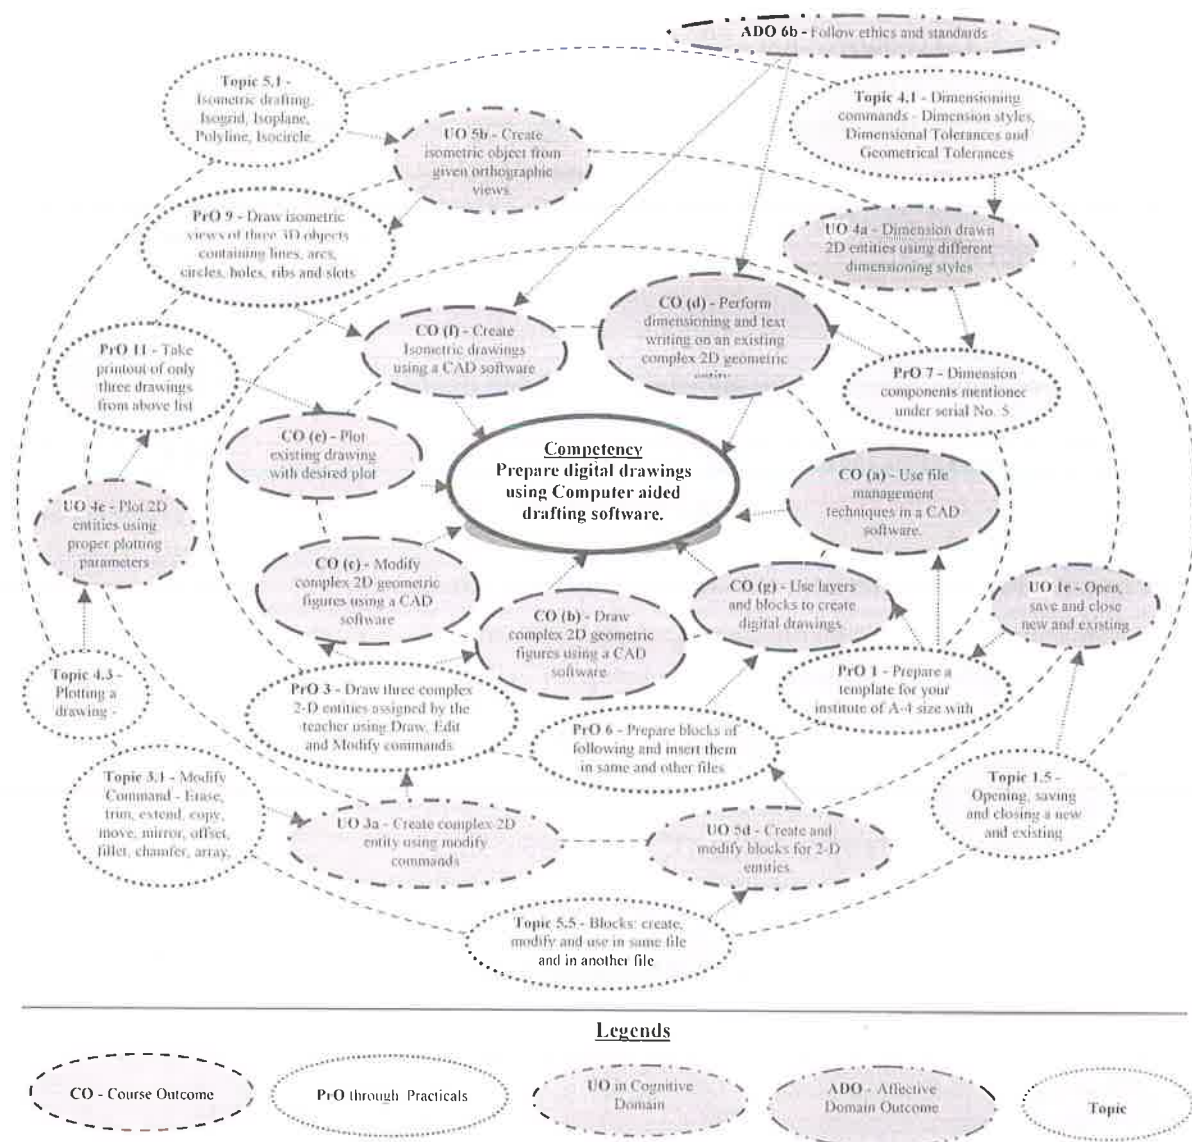 ADO 6b - Follow ethics and standards
Topic 5.1 -
Isometric drafting,
Isogrid, Isoplane,
Polyline, Isocircle.
Topic 4.1 - Dimensioning
commands - Dimension styles,
Dimensional Tolerances and
Geometrical Tolerances
UO 5b - Create
isometric object from
given orthographic
views.
PrO 9 - Draw isometric
views of three 3D objects
containing lines, arcs,
circles, holes, ribs and slots
UO 4a - Dimension drawn
2D entities using different
dimensioning styles
CO (f) - Create
Isometric drawings
using a CAD software
CO (d) - Perform
dimensioning and text
writing on an existing
complex 2D geometric
PrO 11 - Take
printout of only
three drawings
from above list
PrO 7 - Dimension
components mentione
under serial No. 5
CO (e) - Plot
existing drawing
with desired plot
Competency
Prepare digital drawings
using Computer aided
drafting software.
CO (a) - Use file
management
techniques in a CAD
software.
UO 4e - Plot 2D
entities using
proper plotting
parameters
CO (c) - Modify
complex 2D geometric
figures using a CAD
software
CO (b) - Draw
complex 2D geometric
figures using a CAD
software
CO (g) - Use layers
and blocks to create
digital drawings.
UO 1e - Open,
save and close
new and existing
Topic 4.3 -
Plotting a
drawing -
PrO 3 - Draw three complex
2-D entities assigned by the
teacher using Draw, Edit
and Modify commands
PrO 6 - Prepare blocks of
following and insert them
in same and other files
PrO 1 - Prepare a
template for your
institute of A-4 size with
Topic 3.1 - Modify
Command - Erase,
trim, extend, copy,
move, mirror, offset,
fillet, chamfer, array,
UO 3a - Create complex 2D
entity using modify
commands
UO 5d - Create and
modify blocks for 2-D
entities.
Topic 1.5 -
Opening, saving
and closing a new
and existing
Topic 5.5 - Blocks: create,
modify and use in same file
and in another file
Legends
CO - Course Outcome
PrO through Practicals
UO in Cognitive
Domain
ADO - Affective
Domain Outcome
Topic